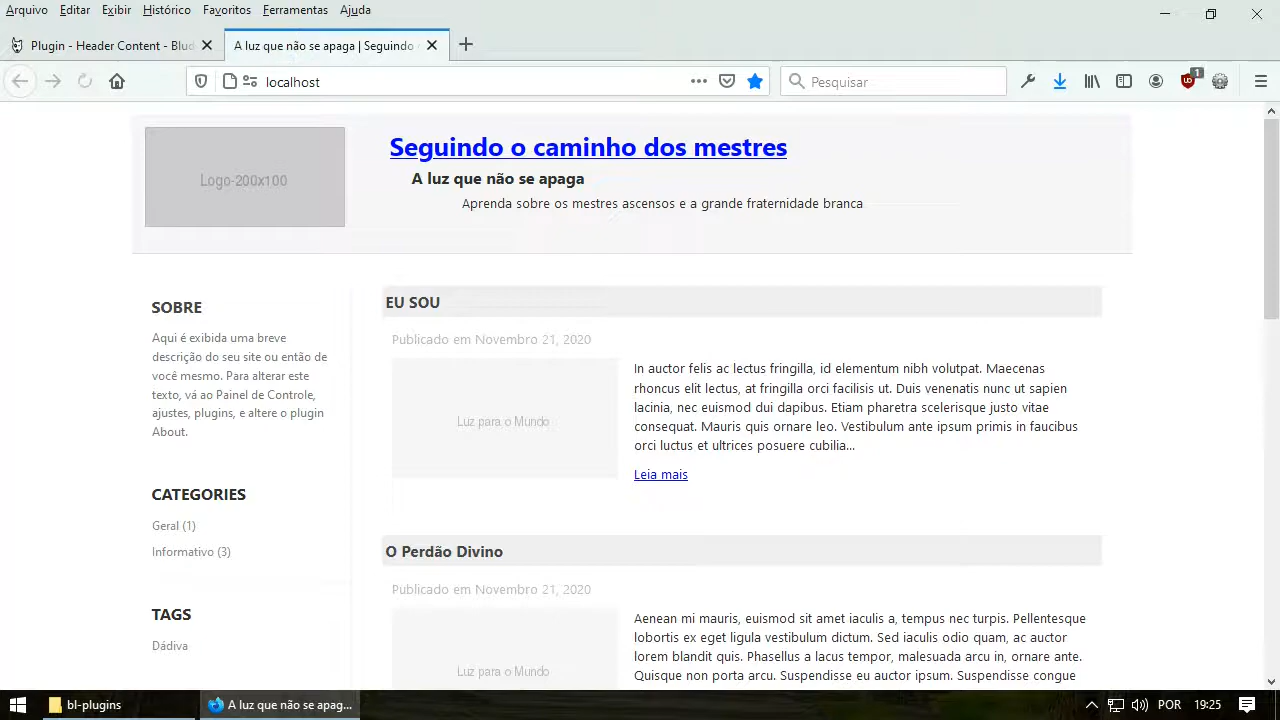 Arquivo Editar Exibir Histórico Favoritos Ferramentas Ajuda
Plugin - Header Content - Blud
A luz que não se apaga | Seguindo
localhost
Pesquisar
1
Logo-200x100
Seguindo o caminho dos mestres
A luz que não se apaga
Aprenda sobre os mestres ascensos e a grande fraternidade branca
SOBRE
Aqui é exibida uma breve
descrição do seu site ou então de
você mesmo. Para alterar este
texto, vá ao Painel de Controle,
ajustes, plugins, e altere o plugin
About.
CATEGORIES
Geral (1)
Informativo (3)
TAGS
Dádiva
EU SOU
Publicado em Novembro 21, 2020
Luz para o Mundo
In auctor felis ac lectus fringilla, id elementum nibh volutpat. Maecenas
rhoncus elit lectus, at fringilla orci facilisis ut. Duis venenatis nunc ut sapien
lacinia, nec euismod dui dapibus. Etiam pharetra scelerisque justo vitae
consequat. Mauris quis ornare leo. Vestibulum ante ipsum primis in faucibus
orci luctus et ultrices posuere cubilia...
Leia mais
O Perdão Divino
Publicado em Novembro 21, 2020
Luz para o Mundo
Aenean mi mauris, euismod sit amet iaculis a, tempus nec turpis. Pellentesque
lobortis ex eget ligula vestibulum dictum. Sed iaculis odio quam, ac auctor
lorem blandit quis. Phasellus a lacus tempor, malesuada arcu in, ornare ante.
Quisque non porta arcu. Suspendisse eu auctor ipsum. Suspendisse congue
bl-plugins
A luz que não se apag...
POR
19:25